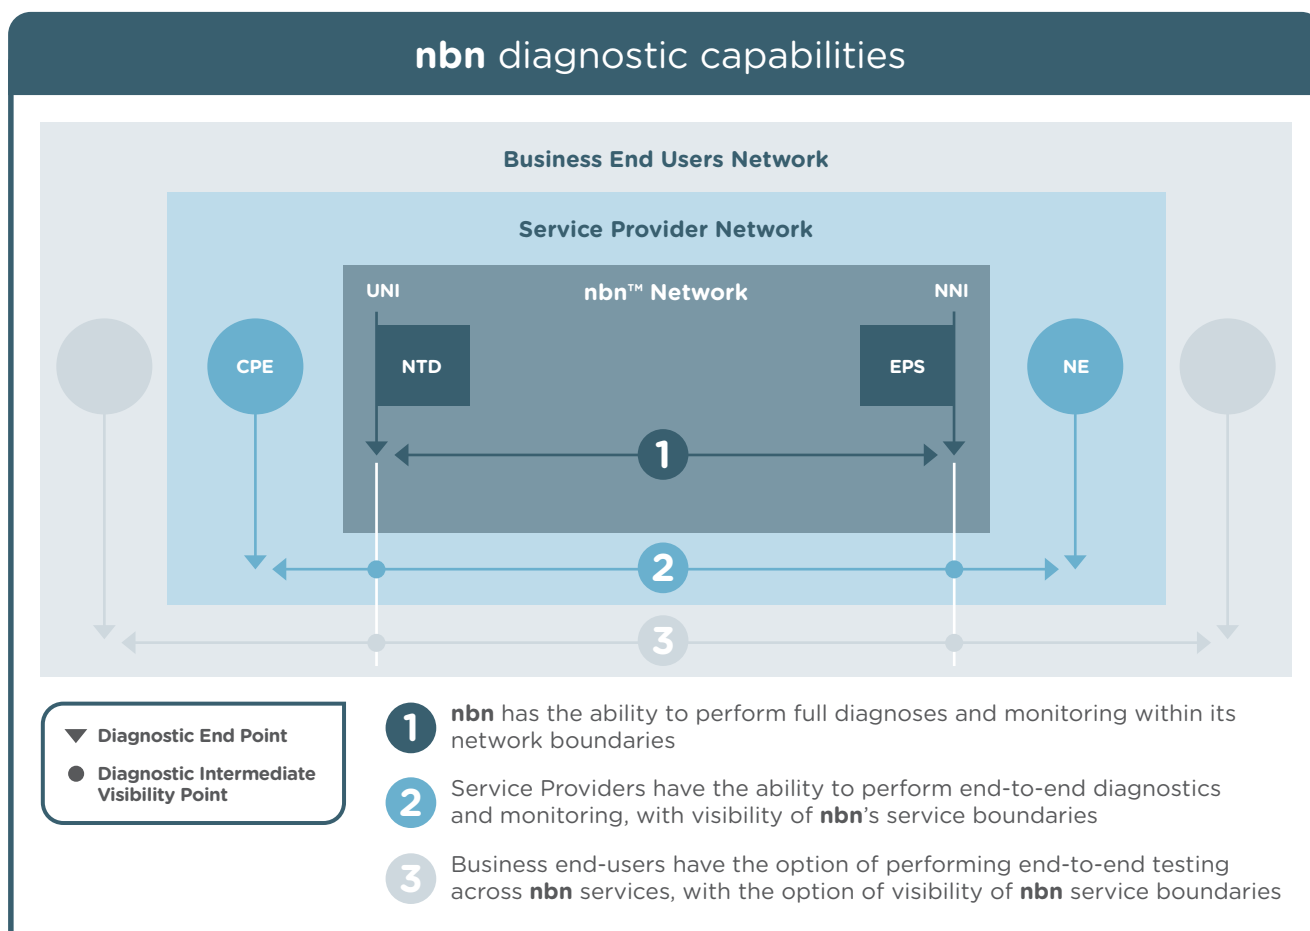 nbn diagnostic capabilities
Business End Users Network
Service Provider Network
UNI
nbn™ Network
NNI
CPE
NTD
EPS
NE
1
2
3
Diagnostic End Point
Diagnostic Intermediate
Visibility Point
1
nbn has the ability to perform full diagnoses and monitoring within its
network boundaries
2
Service Providers have the ability to perform end-to-end diagnostics
and monitoring, with visibility of nbn's service boundaries
3
Business end-users have the option of performing end-to-end testing
across nbn services, with the option of visibility of nbn service boundaries